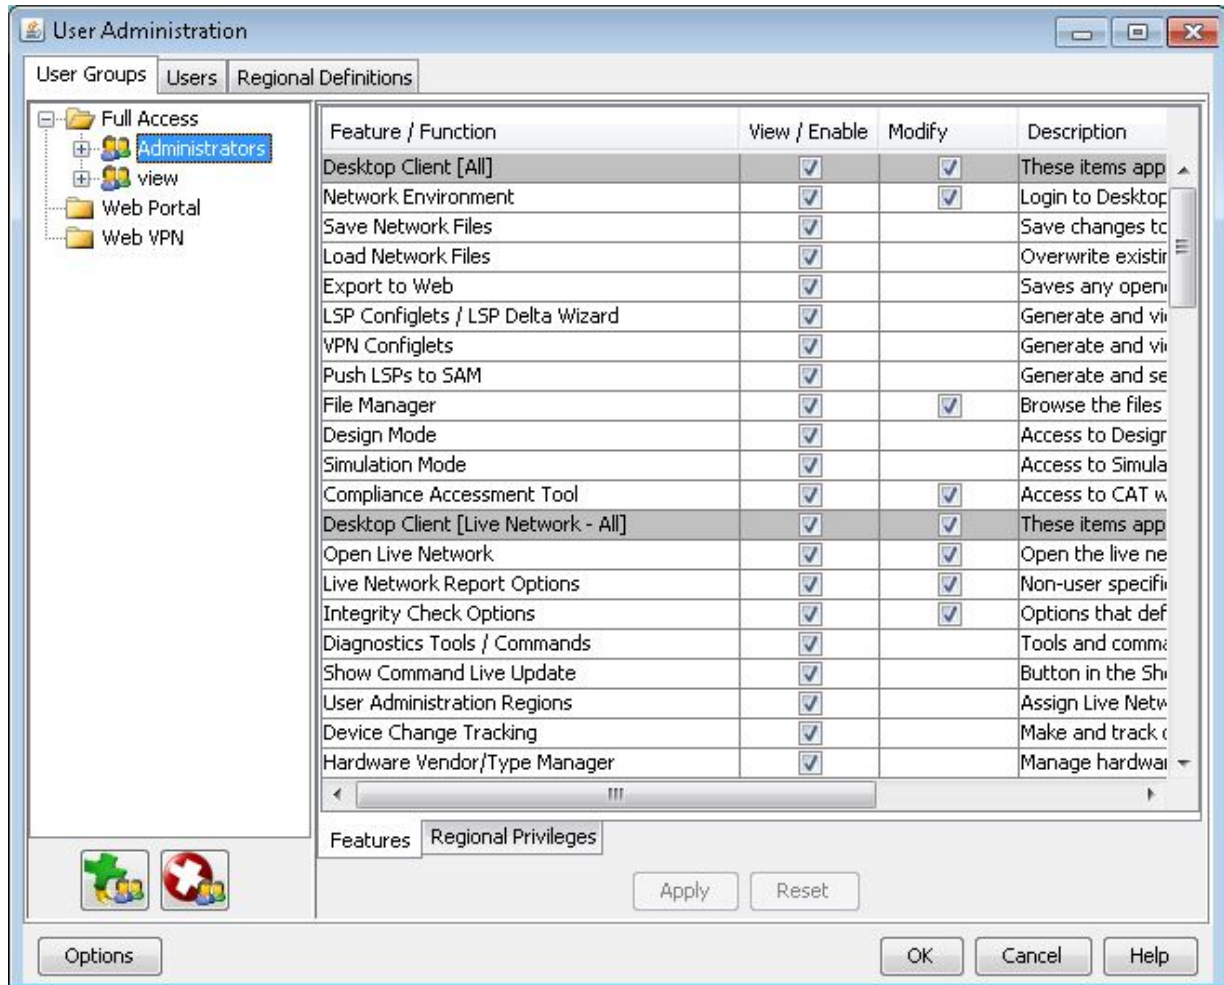 User Administration
User Groups Users Regional Definitions
Full Access
Administrators
view
Web Portal
Web VPN
Feature / Function View / Enable Modify Description
Desktop Client [All] These items app
Network Environment Login to Desktop
Save Network Files Save changes to
Load Network Files Overwrite existin
Export to Web Saves any open
LSP Configlets / LSP Delta Wizard Generate and vi
VPN Configlets Generate and vi
Push LSPs to SAM Generate and se
File Manager Browse the files
Design Mode Access to Design
Simulation Mode Access to Simula
Compliance Accessment Tool Access to CAT w
Desktop Client [Live Network - All] These items app
Open Live Network Open the live ne
Live Network Report Options Non-user specifi
Integrity Check Options Options that def
Diagnostics Tools / Commands Tools and comma
Show Command Live Update Button in the Sh
User Administration Regions Assign Live Netw
Device Change Tracking Make and track
Hardware Vendor/Type Manager Manage hardwa
Features Regional Privileges
Apply Reset
Options OK Cancel Help